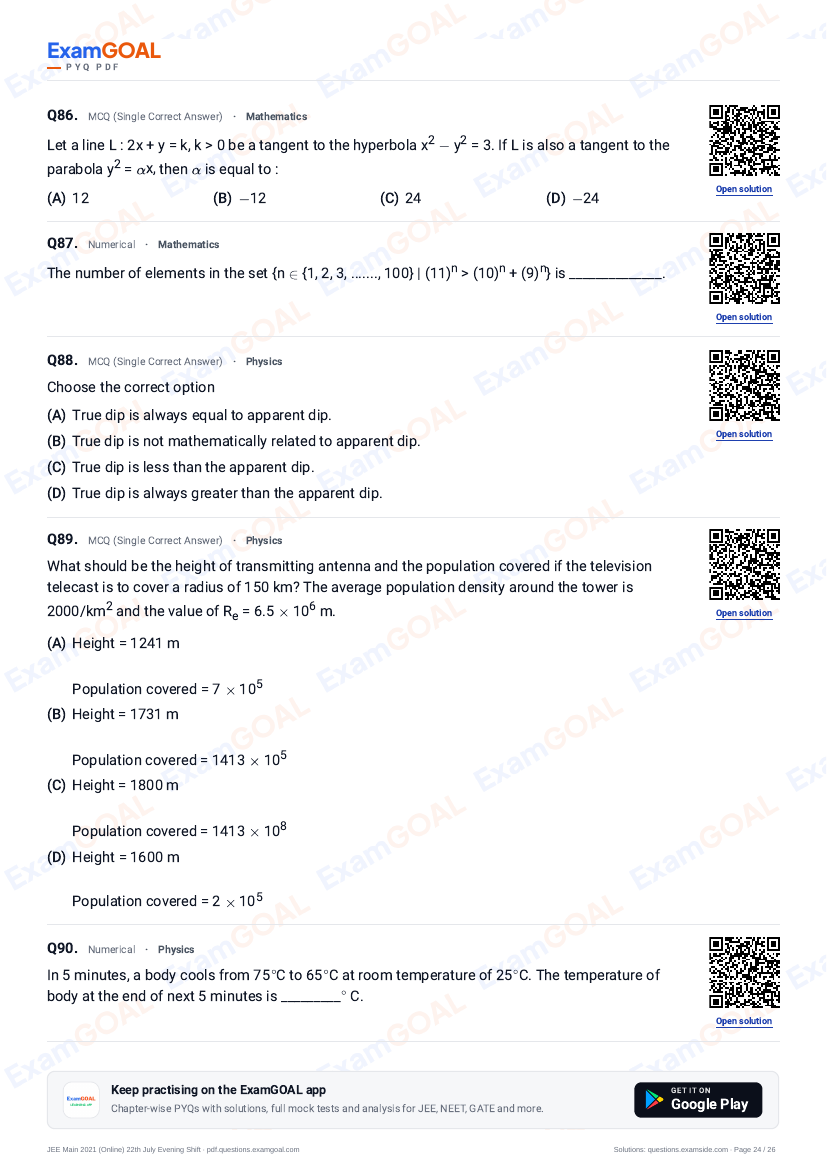 ExamGOAL
PYQ PDF
Q86. MCQ (Single Correct Answer) · Mathematics
Let a line L : 2x + y = k, k > 0 be a tangent to the hyperbola x² − y² = 3. If L is also a tangent to the
parabola y² = αx, then α is equal to :
(A) 12 (B) −12 (C) 24 (D) −24
Open solution
Q87. Numerical · Mathematics
The number of elements in the set {n ∈ {1, 2, 3, ......., 100} | (11)ⁿ > (10)ⁿ + (9)ⁿ} is ______________.
Open solution
Q88. MCQ (Single Correct Answer) · Physics
Choose the correct option
(A) True dip is always equal to apparent dip.
(B) True dip is not mathematically related to apparent dip.
(C) True dip is less than the apparent dip.
(D) True dip is always greater than the apparent dip.
Open solution
Q89. MCQ (Single Correct Answer) · Physics
What should be the height of transmitting antenna and the population covered if the television
telecast is to cover a radius of 150 km? The average population density around the tower is
2000/km² and the value of Rₑ = 6.5 × 10⁶ m.
Open solution
(A) Height = 1241 m
Population covered = 7 × 10⁵
(B) Height = 1731 m
Population covered = 1413 × 10⁵
(C) Height = 1800 m
Population covered = 1413 × 10⁸
(D) Height = 1600 m
Population covered = 2 × 10⁵
Q90. Numerical · Physics
In 5 minutes, a body cools from 75°C to 65°C at room temperature of 25°C. The temperature of
body at the end of next 5 minutes is _________° C.
Open solution
ExamGOAL
Keep practising on the ExamGOAL app
Chapter-wise PYQs with solutions, full mock tests and analysis for JEE, NEET, GATE and more.
GET IT ON
Google Play
JEE Main 2021 (Online) 22th July Evening Shift · pdf.questions.examgoal.com
Solutions: questions.examside.com · Page 24 / 26